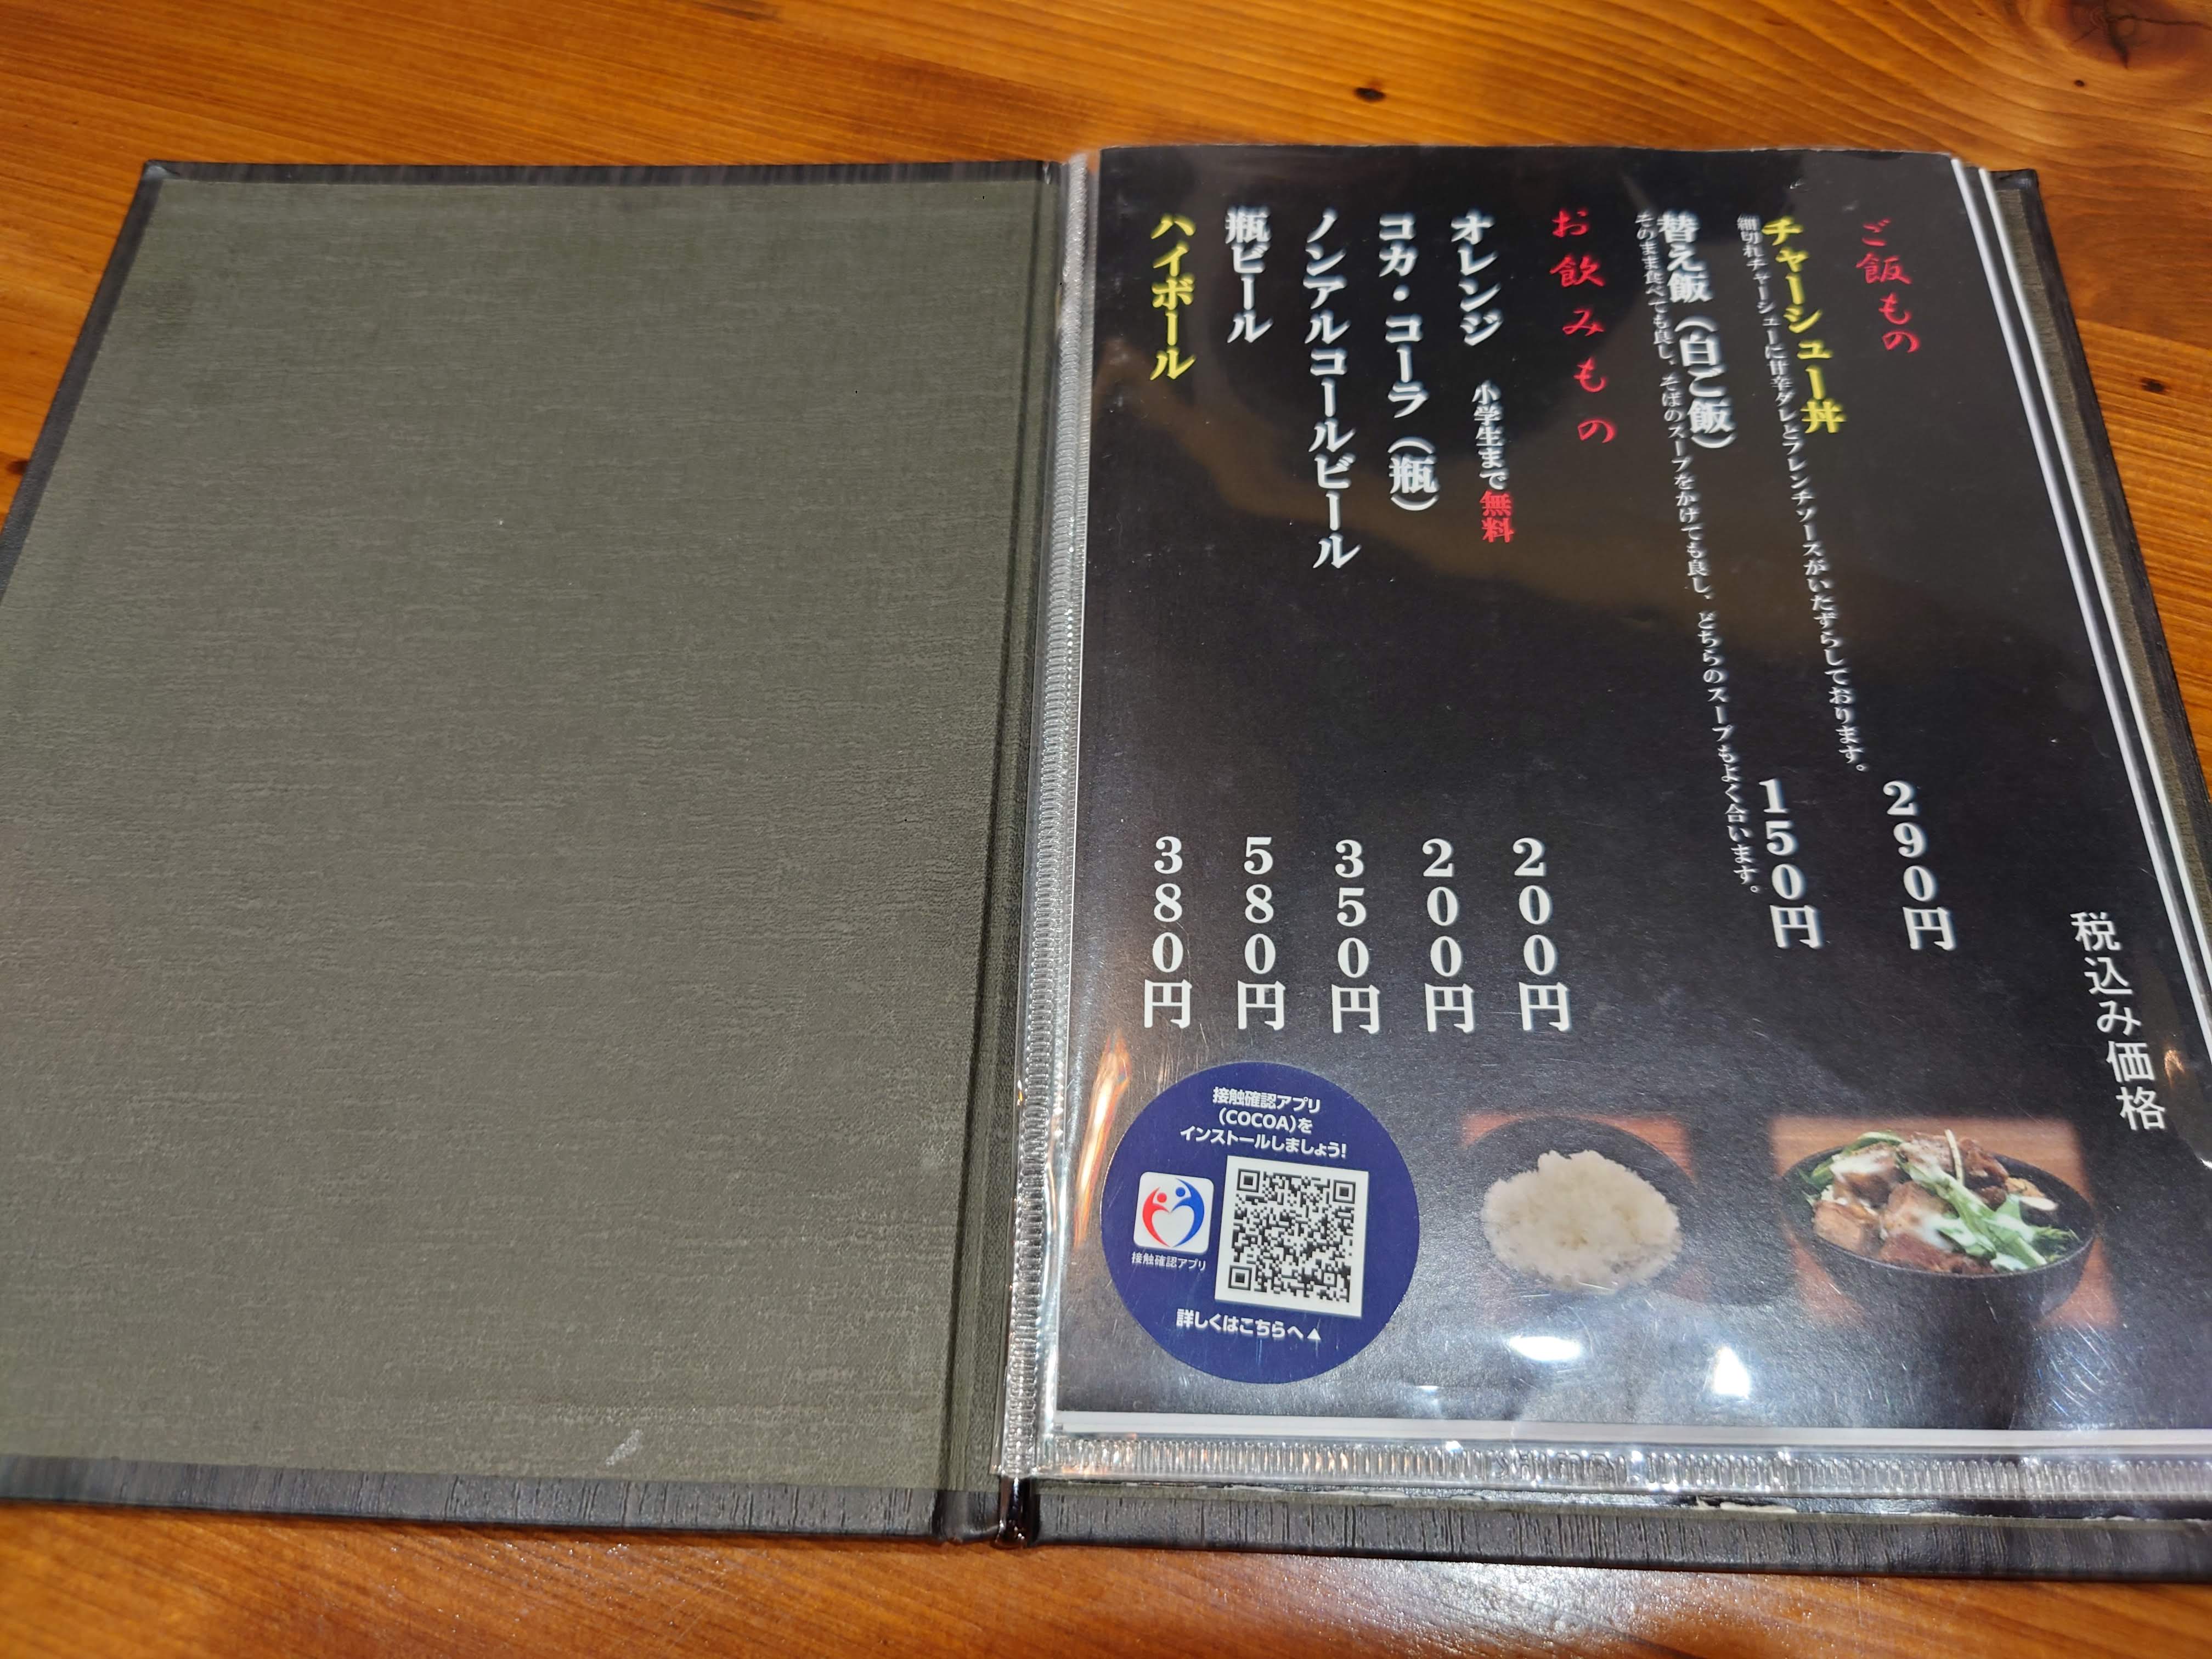 税込み価格
ご飯もの
チャーシュー丼
290円
細切れチャーシューに甘辛ダレとフレンチソースがいたずらしております。
替え飯（白ご飯）
150円
そのまま食べても良し、そばのスープをかけても良し、どちらのスープもよく合います。
お飲みもの
オレンジ 小学生まで無料
200円
コカ・コーラ（瓶）
200円
ノンアルコールビール
350円
瓶ビール
580円
ハイボール
380円
接触確認アプリ
（COCOA）を
インストールしましょう！
接触確認アプリ
詳しくはこちらへ▲